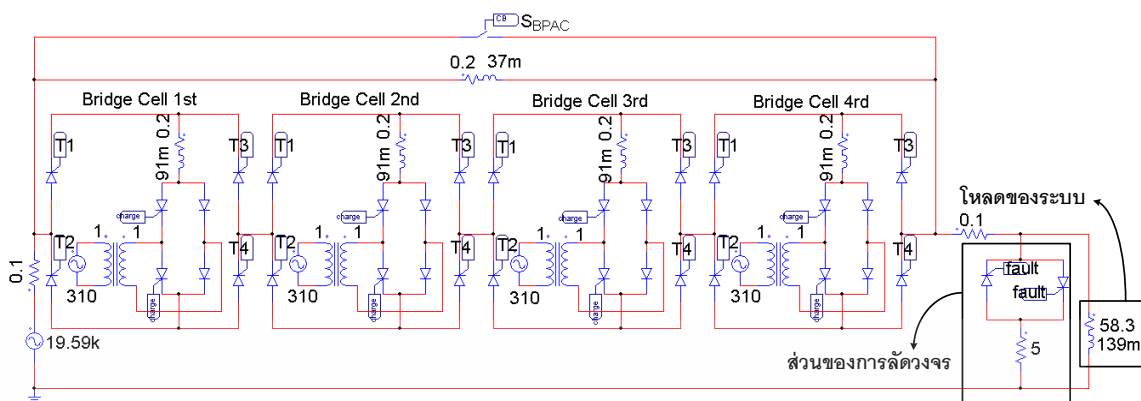 CB
SBPAC
0.2 37m
Bridge Cell 1st
Bridge Cell 2nd
Bridge Cell 3rd
Bridge Cell 4rd
T1
91m 0.2
T3
T1
91m 0.2
T3
T1
91m 0.2
T3
T1
91m 0.2
T3
โหลดของระบบ
charge
charge
charge
charge
0.1
T2
1
1
T4
T2
1
1
T4
T2
1
1
T4
T2
1
1
T4
0.1
310
charge
310
charge
310
charge
310
charge
fault
fault
19.59k
5
58.3
139m
ส่วนของการลัดวงจร